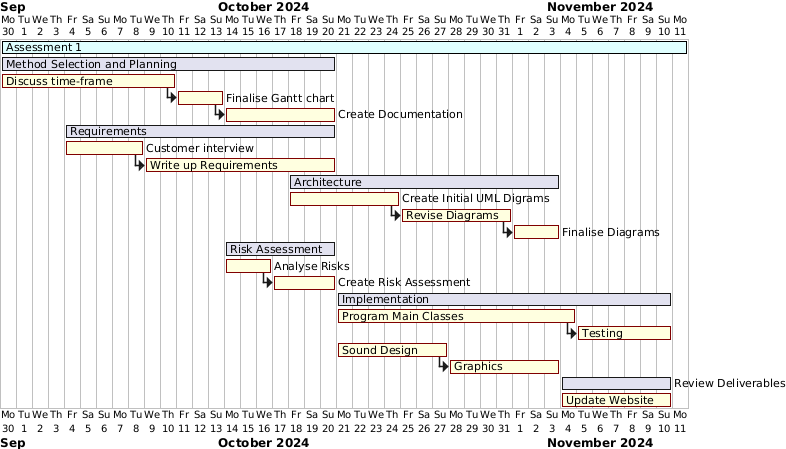 Sep October 2024 November 2024
Mo Tu We Th Fr Sa Su Mo Tu We Th Fr Sa Su Mo Tu We Th Fr Sa Su Mo Tu We Th Fr Sa Su Mo Tu We Th Fr Sa Su Mo Tu We Th Fr Sa Su Mo
30 1 2 3 4 5 6 7 8 9 10 11 12 13 14 15 16 17 18 19 20 21 22 23 24 25 26 27 28 29 30 31 1 2 3 4 5 6 7 8 9 10 11
Assessment 1
Method Selection and Planning
Discuss time-frame
Finalise Gantt chart
Create Documentation
Requirements
Customer interview
Write up Requirements
Architecture
Create Initial UML Digrams
Revise Diagrams
Finalise Diagrams
Risk Assessment
Analyse Risks
Create Risk Assessment
Implementation
Program Main Classes
Testing
Sound Design
Graphics
Review Deliverables
Update Website
Mo Tu We Th Fr Sa Su Mo Tu We Th Fr Sa Su Mo Tu We Th Fr Sa Su Mo Tu We Th Fr Sa Su Mo Tu We Th Fr Sa Su Mo Tu We Th Fr Sa Su Mo
30 1 2 3 4 5 6 7 8 9 10 11 12 13 14 15 16 17 18 19 20 21 22 23 24 25 26 27 28 29 30 31 1 2 3 4 5 6 7 8 9 10 11
Sep October 2024 November 2024